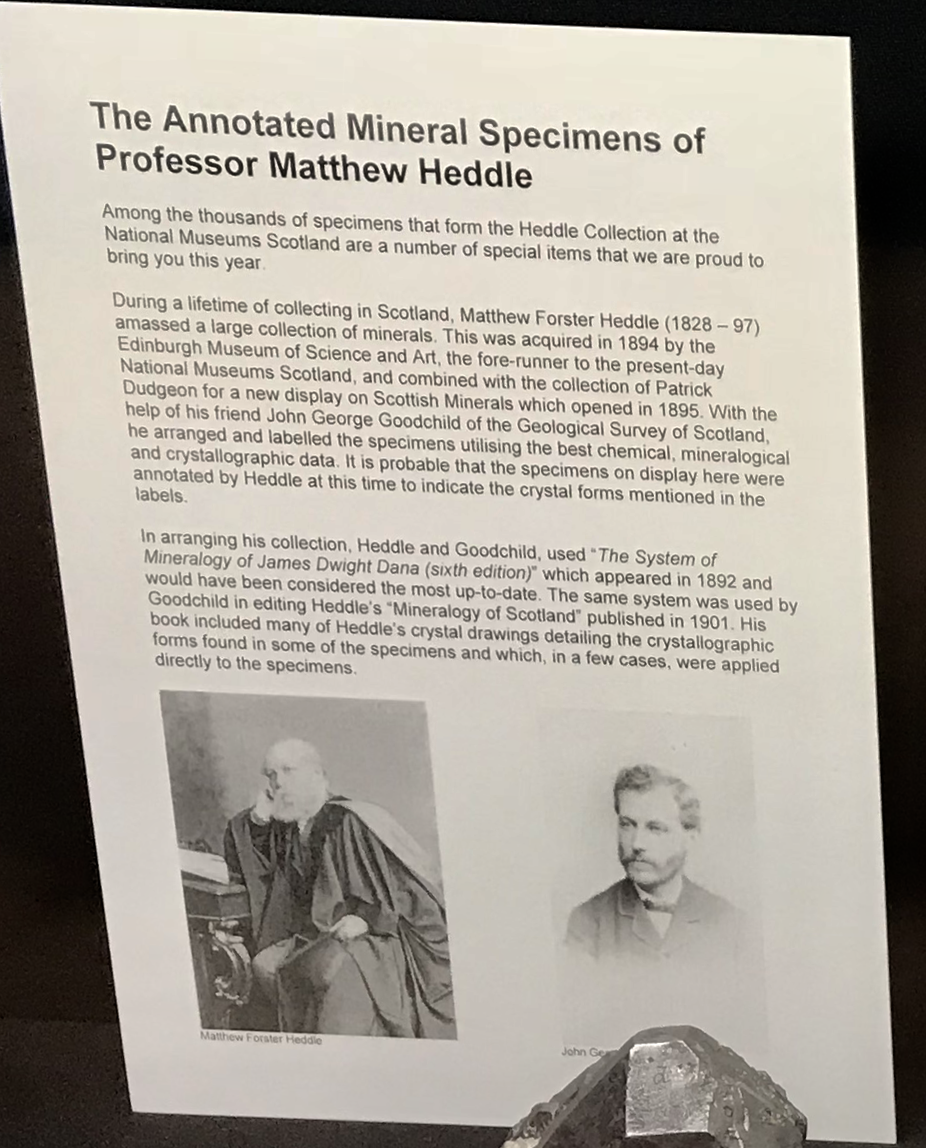 The Annotated Mineral Specimens of
Professor Matthew Heddle
Among the thousands of specimens that form the Heddle Collection at the
National Museums Scotland are a number of special items that we are proud to
bring you this year.
During a lifetime of collecting in Scotland, Matthew Forster Heddle (1828 – 97)
amassed a large collection of minerals. This was acquired in 1894 by the
Edinburgh Museum of Science and Art, the fore-runner to the present-day
National Museums Scotland, and combined with the collection of Patrick
Dudgeon for a new display on Scottish Minerals which opened in 1895. With the
help of his friend John George Goodchild of the Geological Survey of Scotland,
he arranged and labelled the specimens utilising the best chemical, mineralogical
and crystallographic data. It is probable that the specimens on display here were
annotated by Heddle at this time to indicate the crystal forms mentioned in the
labels.
In arranging his collection, Heddle and Goodchild, used “The System of
Mineralogy of James Dwight Dana (sixth edition)” which appeared in 1892 and
would have been considered the most up-to-date. The same system was used by
Goodchild in editing Heddle’s “Mineralogy of Scotland” published in 1901. His
book included many of Heddle’s crystal drawings detailing the crystallographic
forms found in some of the specimens and which, in a few cases, were applied
directly to the specimens.
Matthew Forster Heddle
John